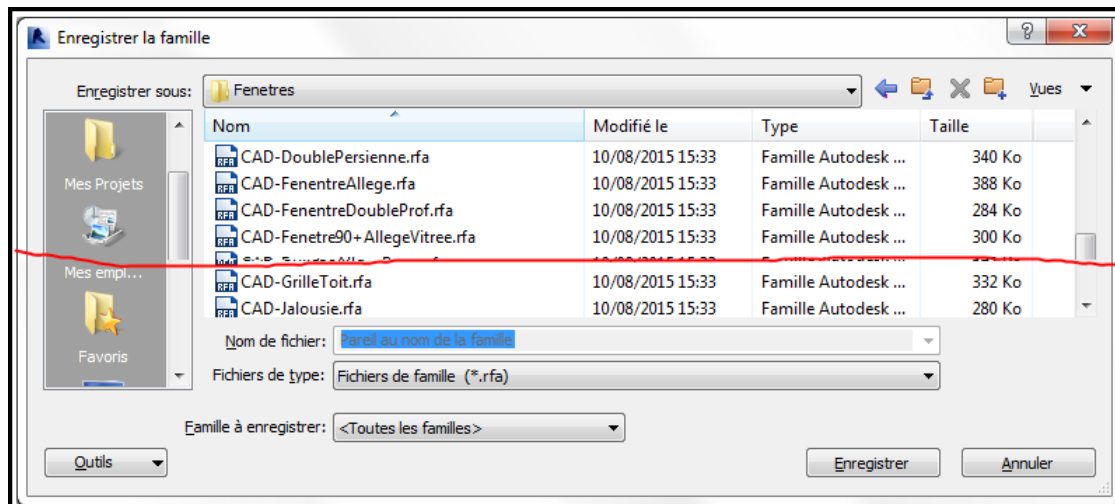 Enregistrer la famille
Enregistrer sous: Fenetres Vues
Nom Modifié le Type Taille
CAD-DoublePersienne.rfa 10/08/2015 15:33 Famille Autodesk ... 340 Ko
CAD-FenentreAllege.rfa 10/08/2015 15:33 Famille Autodesk ... 388 Ko
CAD-FenentreDoubleProf.rfa 10/08/2015 15:33 Famille Autodesk ... 284 Ko
CAD-Fenetre90+AllegeVitree.rfa 10/08/2015 15:33 Famille Autodesk ... 300 Ko
CAD-GrilleToit.rfa 10/08/2015 15:33 Famille Autodesk ... 332 Ko
CAD-Jalousie.rfa 10/08/2015 15:33 Famille Autodesk ... 280 Ko
Mes Projets
Mes empl...
Favoris
Nom de fichier: Pareil au nom de la famille
Fichiers de type: Fichiers de famille (*.rfa)
Famille à enregistrer: <Toutes les familles>
Outils Enregistrer Annuler